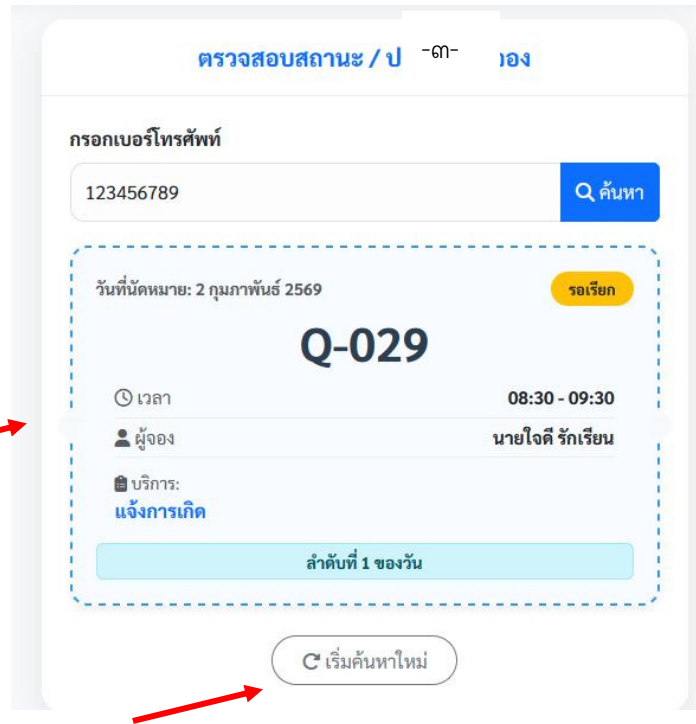 ตรวจสอบสถานะ / ป -๓- ของ
กรอกเบอร์โทรศัพท์
123456789 ค้นหา
วันที่นัดหมาย: 2 กุมภาพันธ์ 2569 รอเรียก
Q-029
เวลา 08:30 - 09:30
ผู้จอง นายใจดี รักเรียน
บริการ:
แจ้งการเกิด
ลำดับที่ 1 ของวัน
เริ่มค้นหาใหม่